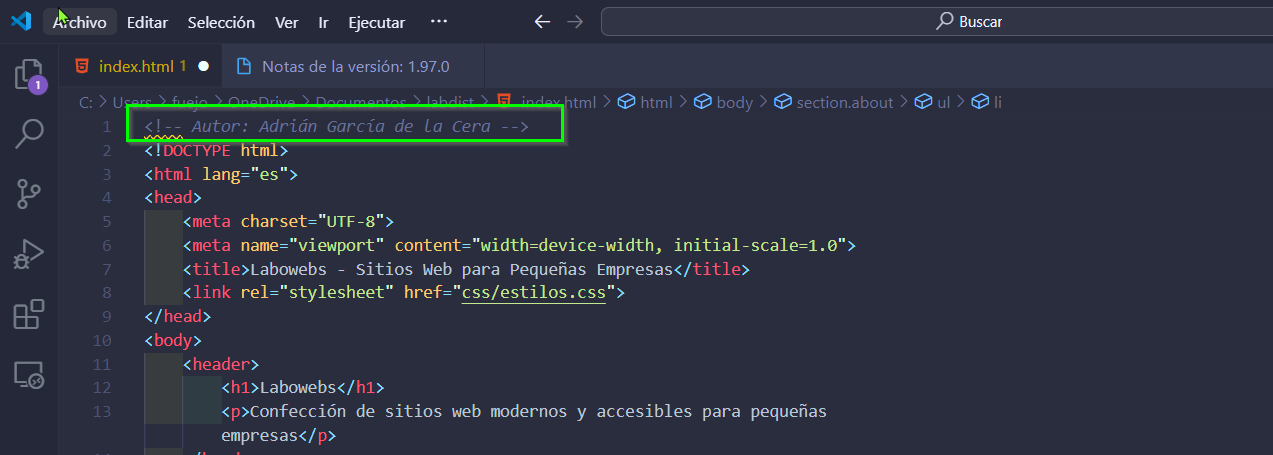 Archivo Editar Selección Ver Ir Ejecutar ··· Buscar
index.html 1 Notas de la versión: 1.97.0
1
C: > Users > fuejo > OneDrive > Documentos > labdist > index.html > html > body > section.about > ul > li
1 <!-- Autor: Adrián García de la Cera -->
2 <!DOCTYPE html>
3 <html lang="es">
4 <head>
5 <meta charset="UTF-8">
6 <meta name="viewport" content="width=device-width, initial-scale=1.0">
7 <title>Labowebs - Sitios Web para Pequeñas Empresas</title>
8 <link rel="stylesheet" href="css/estilos.css">
9 </head>
10 <body>
11 <header>
12 <h1>Labowebs</h1>
13 <p>Confección de sitios web modernos y accesibles para pequeñas
empresas</p>